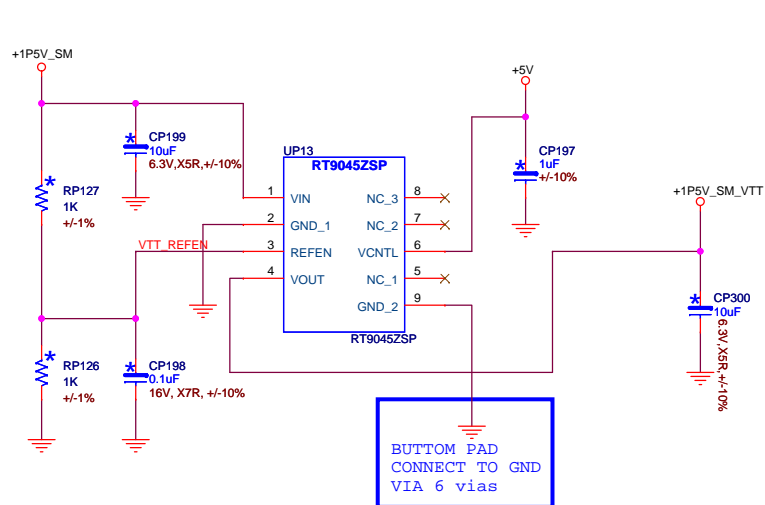 +1P5V_SM
+5V
CP199
10uF
6.3V,X5R,+/-10%
UP13
RT9045ZSP
CP197
1uF
+/-10%
RP127
1K
+/-1%
1 VIN NC_3 8
2 GND_1 NC_2 7
VTT_REFEN 3 REFEN VCNTL 6
4 VOUT NC_1 5
GND_2 9
RT9045ZSP
+1P5V_SM_VTT
CP300
10uF
6.3V,X5R,+/-10%
RP126
1K
+/-1%
CP198
0.1uF
16V, X7R, +/-10%
BUTTOM PAD
CONNECT TO GND
VIA 6 vias